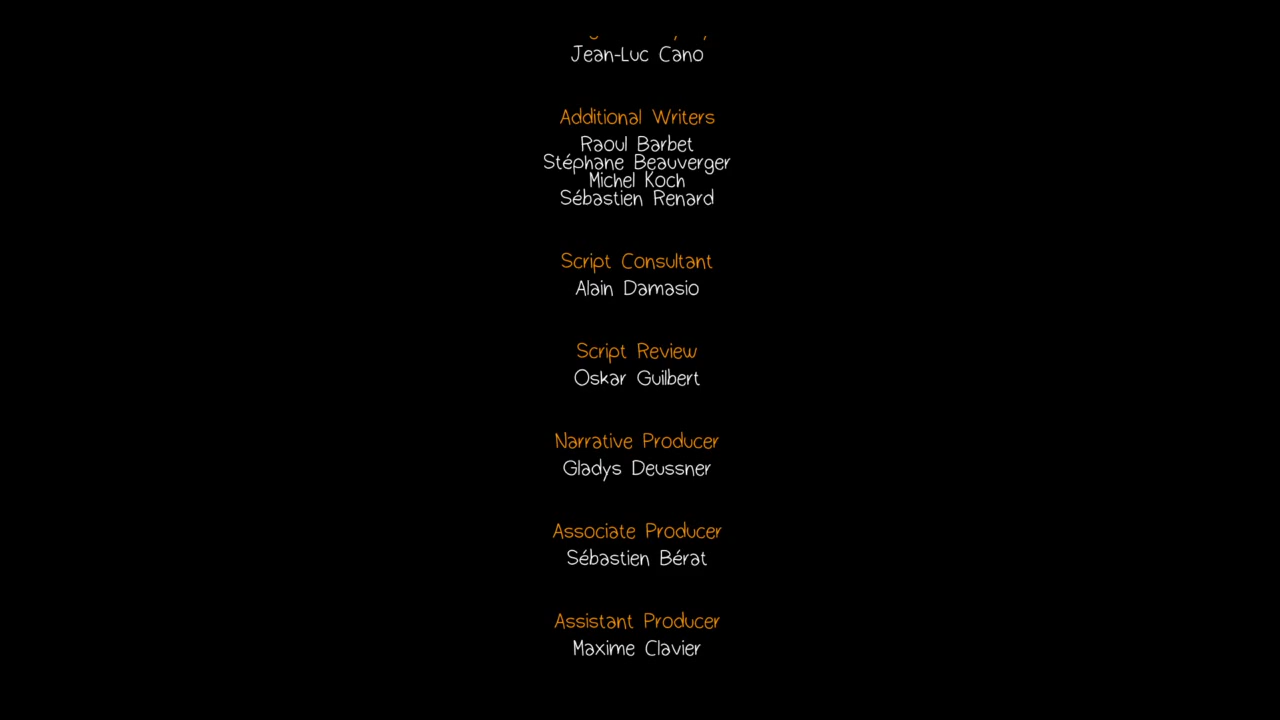 Jean-Luc Cano
Additional Writers
Raoul Barbet
Stéphane Beauverger
Michel Koch
Sébastien Renard
Script Consultant
Alain Damasio
Script Review
Oskar Guilbert
Narrative Producer
Gladys Deussner
Associate Producer
Sébastien Bérat
Assistant Producer
Maxime Clavier